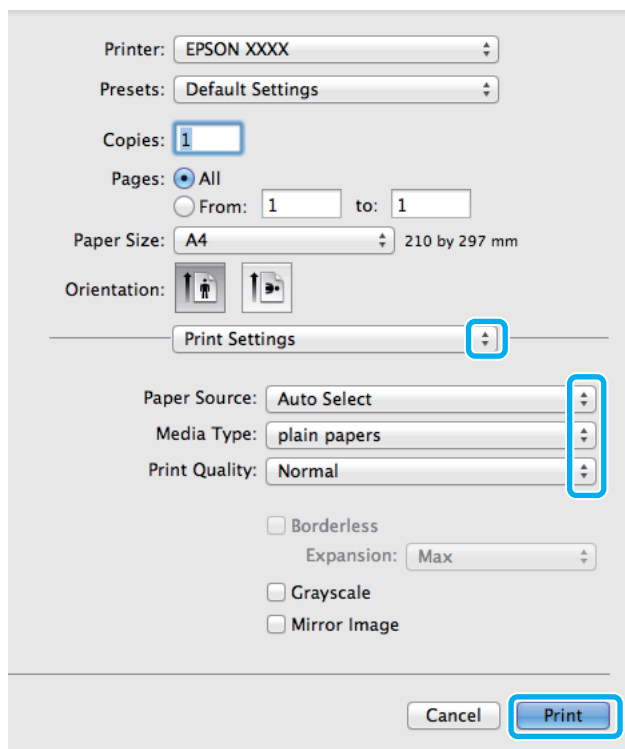 Printer: EPSON XXXX
Presets: Default Settings
Copies: 1
Pages: All
From: 1 to: 1
Paper Size: A4 210 by 297 mm
Orientation:
Print Settings
Paper Source: Auto Select
Media Type: plain papers
Print Quality: Normal
Borderless
Expansion: Max
Grayscale
Mirror Image
Cancel Print